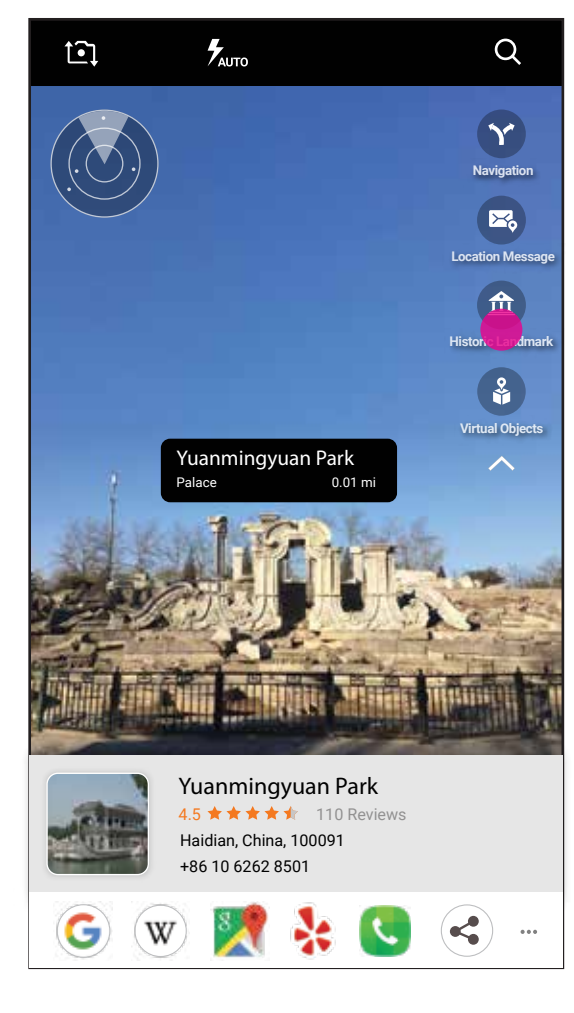 AUTO
Navigation
Location Message
Historic Landmark
Virtual Objects
Yuanmingyuan Park
Palace 0.01 mi
Yuanmingyuan Park
4.5 110 Reviews
Haidian, China, 100091
+86 10 6262 8501
G W 8